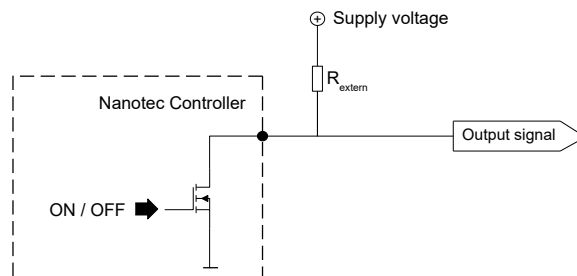 Supply voltage
R extern
Nanotec Controller
Output signal
ON / OFF